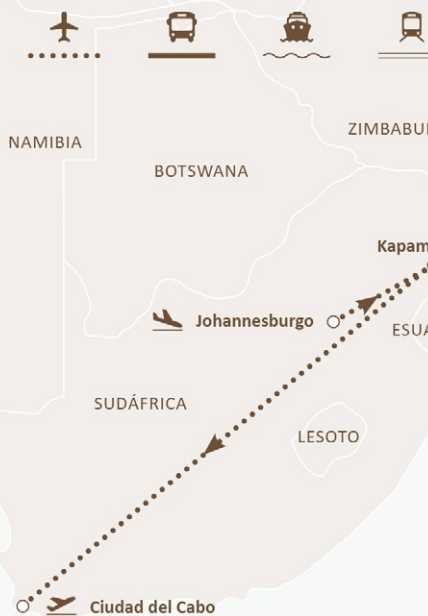 NAMIBIA
ZIMBABU
BOTSWANA
Kapam
Johannesburgo
ESUA
SUDÁFRICA
LESOTO
Ciudad del Cabo